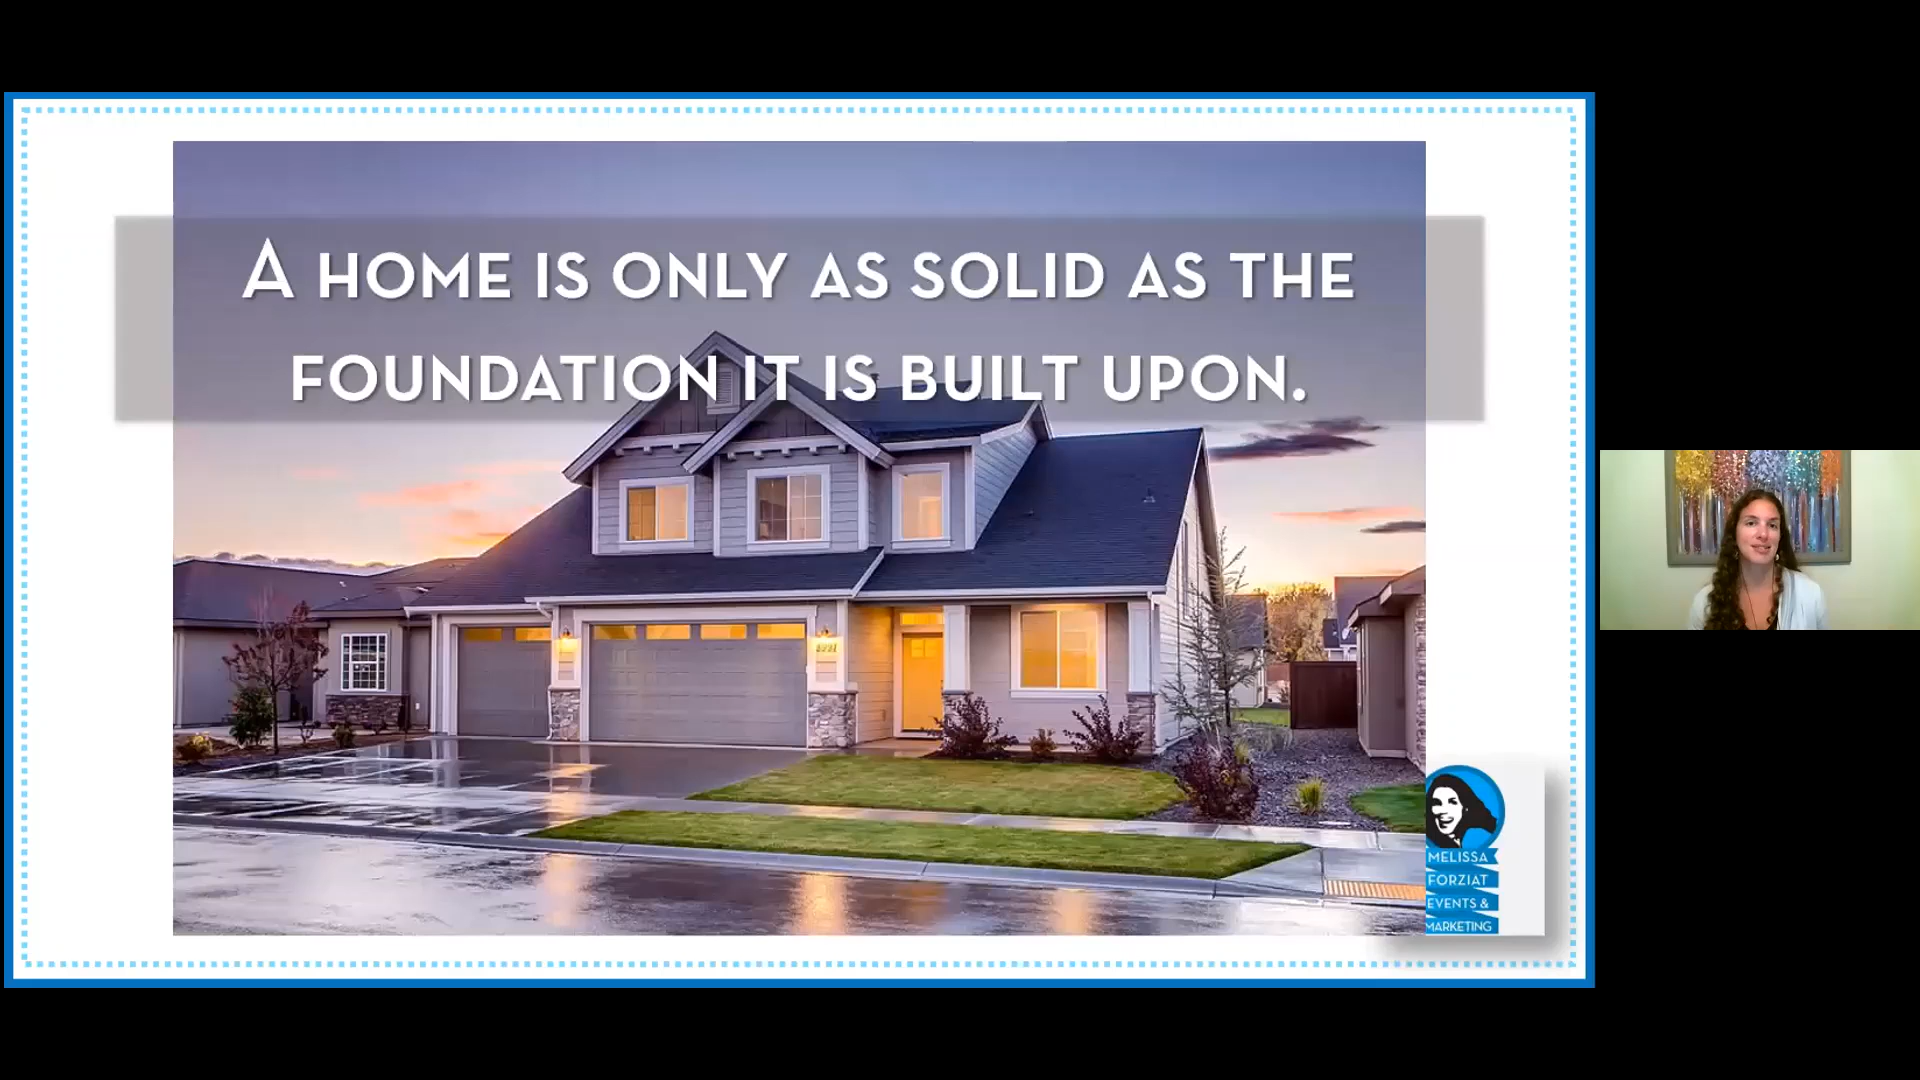 A HOME IS ONLY AS SOLID AS THE
FOUNDATION IT IS BUILT UPON.
MELISSA
FORZIAT
EVENTS &
MARKETING